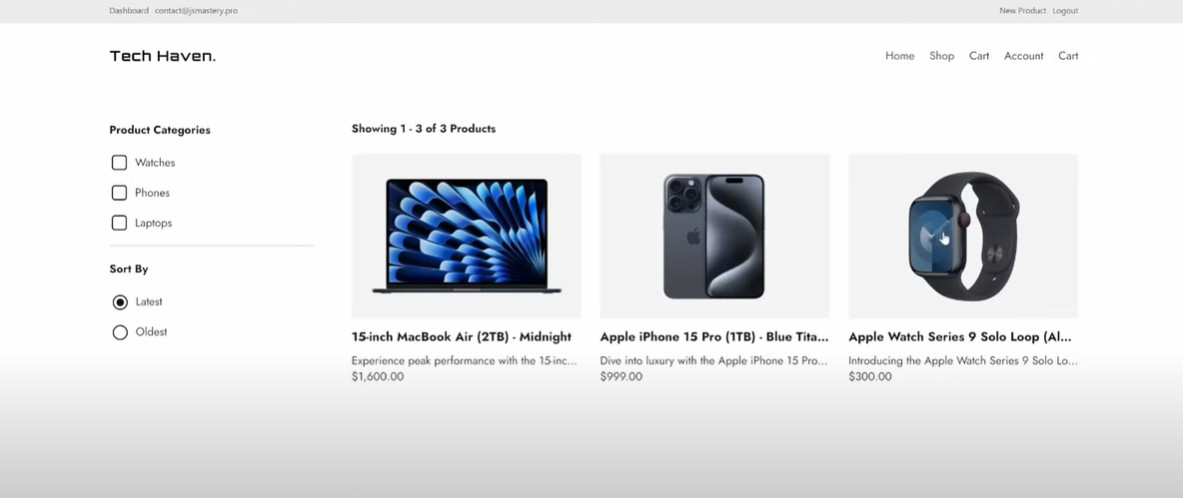 Dashboard contact@jsmastery.pro
New Product Logout
Tech Haven.
Home Shop Cart Account Cart
Product Categories
Watches
Phones
Laptops
Sort By
Latest
Oldest
Showing 1 - 3 of 3 Products
15-inch MacBook Air (2TB) - Midnight
Experience peak performance with the 15-inc...
$1,600.00
Apple iPhone 15 Pro (1TB) - Blue Tita...
Dive into luxury with the Apple iPhone 15 Pro...
$999.00
Apple Watch Series 9 Solo Loop (Al...
Introducing the Apple Watch Series 9 Solo Lo...
$300.00